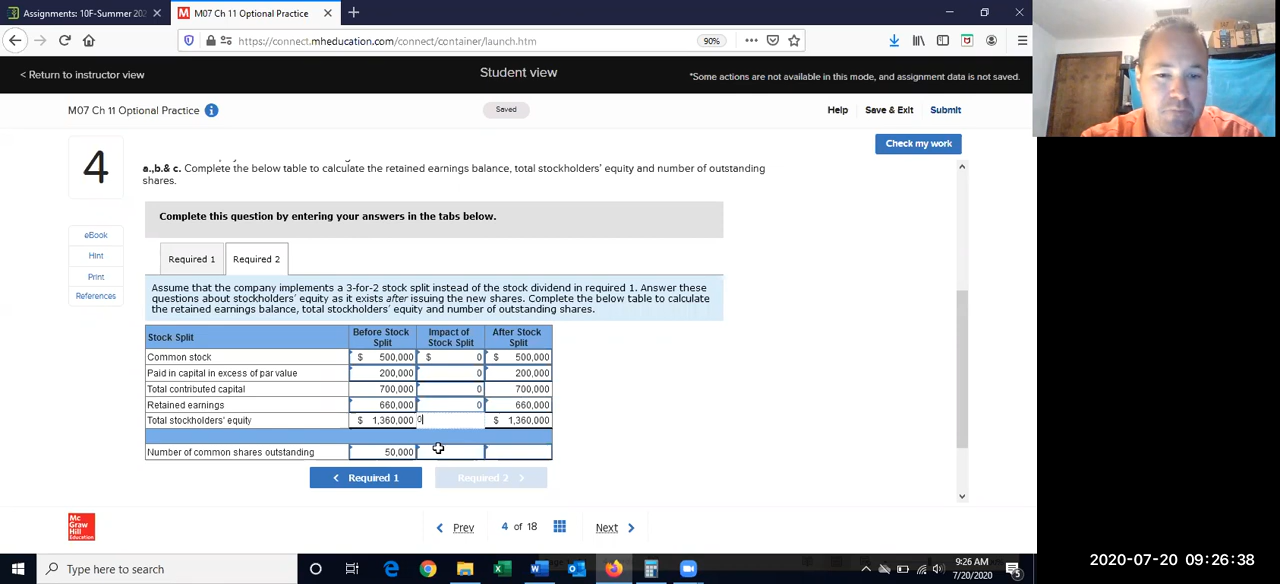 Assignments: 10F-Summer 202
M07 Ch 11 Optional Practice
https://connect.mheducation.com/connect/container/launch.htm
90%
< Return to instructor view
Student view
*Some actions are not available in this mode, and assignment data is not saved.
M07 Ch 11 Optional Practice
Saved
Help
Save & Exit
Submit
4
Check my work
a.,b.& c. Complete the below table to calculate the retained earnings balance, total stockholders' equity and number of outstanding
shares.
Complete this question by entering your answers in the tabs below.
eBook
Hint
Print
References
Required 1
Required 2
Assume that the company implements a 3-for-2 stock split instead of the stock dividend in required 1. Answer these
questions about stockholders' equity as it exists after issuing the new shares. Complete the below table to calculate
the retained earnings balance, total stockholders' equity and number of outstanding shares.
Stock Split Before Stock Split Impact of Stock Split After Stock Split
Common stock $ 500,000 $ 0 $ 500,000
Paid in capital in excess of par value 200,000 0 200,000
Total contributed capital 700,000 0 700,000
Retained earnings 660,000 0 660,000
Total stockholders' equity $ 1,360,000 0 $ 1,360,000
Number of common shares outstanding 50,000
< Required 1
Required 2 >
Mc Graw Hill Education
< Prev
4 of 18
Next >
Type here to search
9:26 AM
7/20/2020
5
2020-07-20 09:26:38